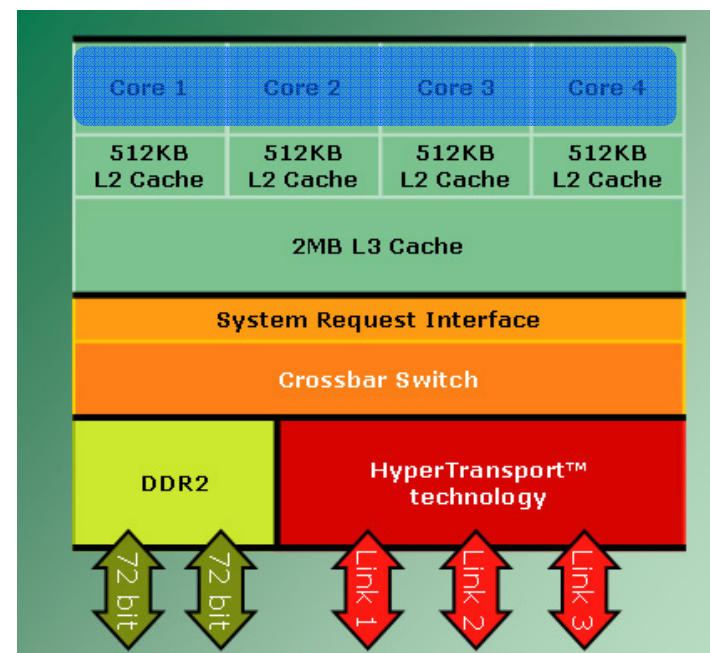 Core 1 Core 2 Core 3 Core 4
512KB 512KB 512KB 512KB
L2 Cache L2 Cache L2 Cache L2 Cache
2MB L3 Cache
System Request Interface
Crossbar Switch
DDR2
HyperTransport™
technology
72 bit
72 bit
Link 1
Link 2
Link 3